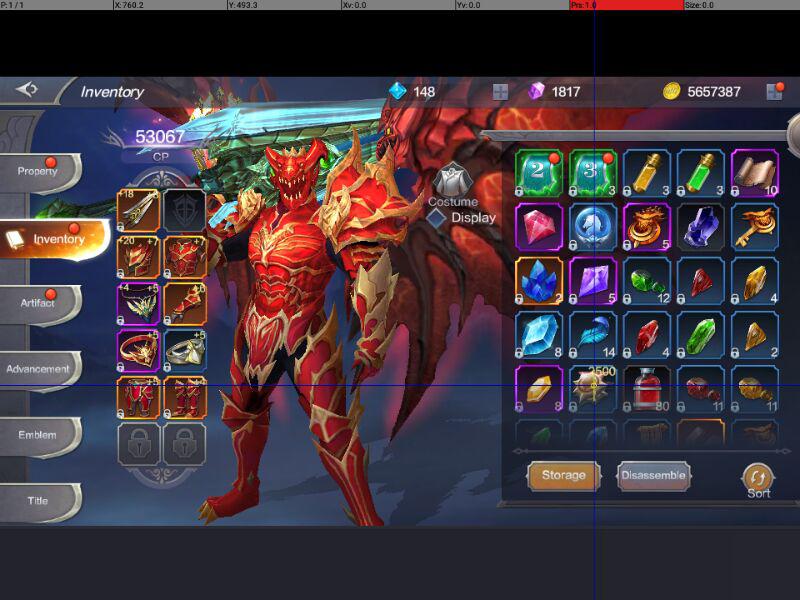 P: 1 / 1
X: 760.2
Y: 493.3
Xv: 0.0
Yv: 0.0
Prs: 1.0
Size: 0.0
Inventory
148
1817
5657387
53067
CP
Property
Inventory
Artifact
Advancement
Emblem
Title
Costume
Display
2
3
3
3
3
10
5
2
5
12
4
8
14
4
2
8
2500
80
11
11
Storage
Disassemble
Sort